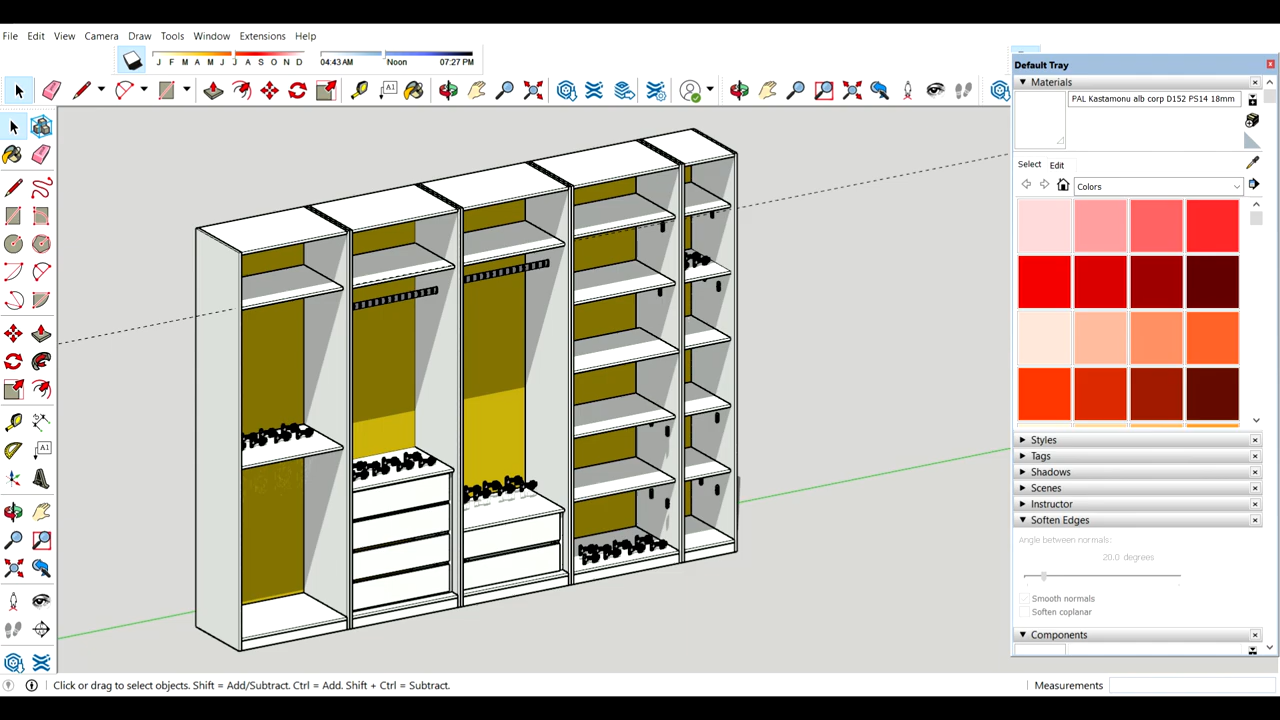 File Edit View Camera Draw Tools Window Extensions Help
J F M A M J J A S O N D 04:43AM Noon 07:27 PM
A1
Default Tray
Materials
PAL Kastamonu alb corp D152 PS14 18mm
Select Edit
Colors
A1
Styles
Tags
Shadows
Scenes
Instructor
Soften Edges
Angle between normals:
20.0 degrees
Smooth normals
Soften coplanar
Components
Click or drag to select objects. Shift = Add/Subtract. Ctrl = Add. Shift + Ctrl = Subtract.
Measurements